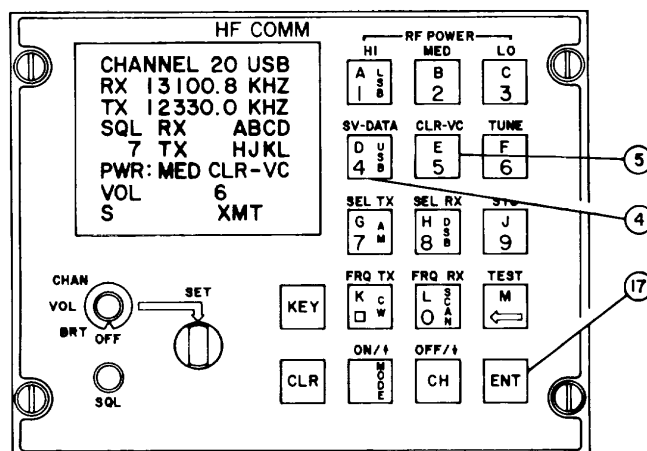 HF COMM
CHANNEL 20 USB
RX 13100.8 KHZ
TX 12330.0 KHZ
SQL RX ABCD
7 TX HJKL
PWR: MED CLR-VC
VOL 6
S XMT
RF POWER
HI MED LO
A 1 LSB
B 2
C 3
SV-DATA CLR-VC TUNE
D 4 USB
E 5
F 6
5
4
SEL TX SEL RX
G 7 AM
H 8 DSB
J 9
FRQ TX FRQ RX TEST
K CW
L 0 SCAN
M
17
CHAN
VOL
BRT
OFF
SET
SQL
KEY
CLR
ON/↑ OFF/↓
MODE
CH
ENT